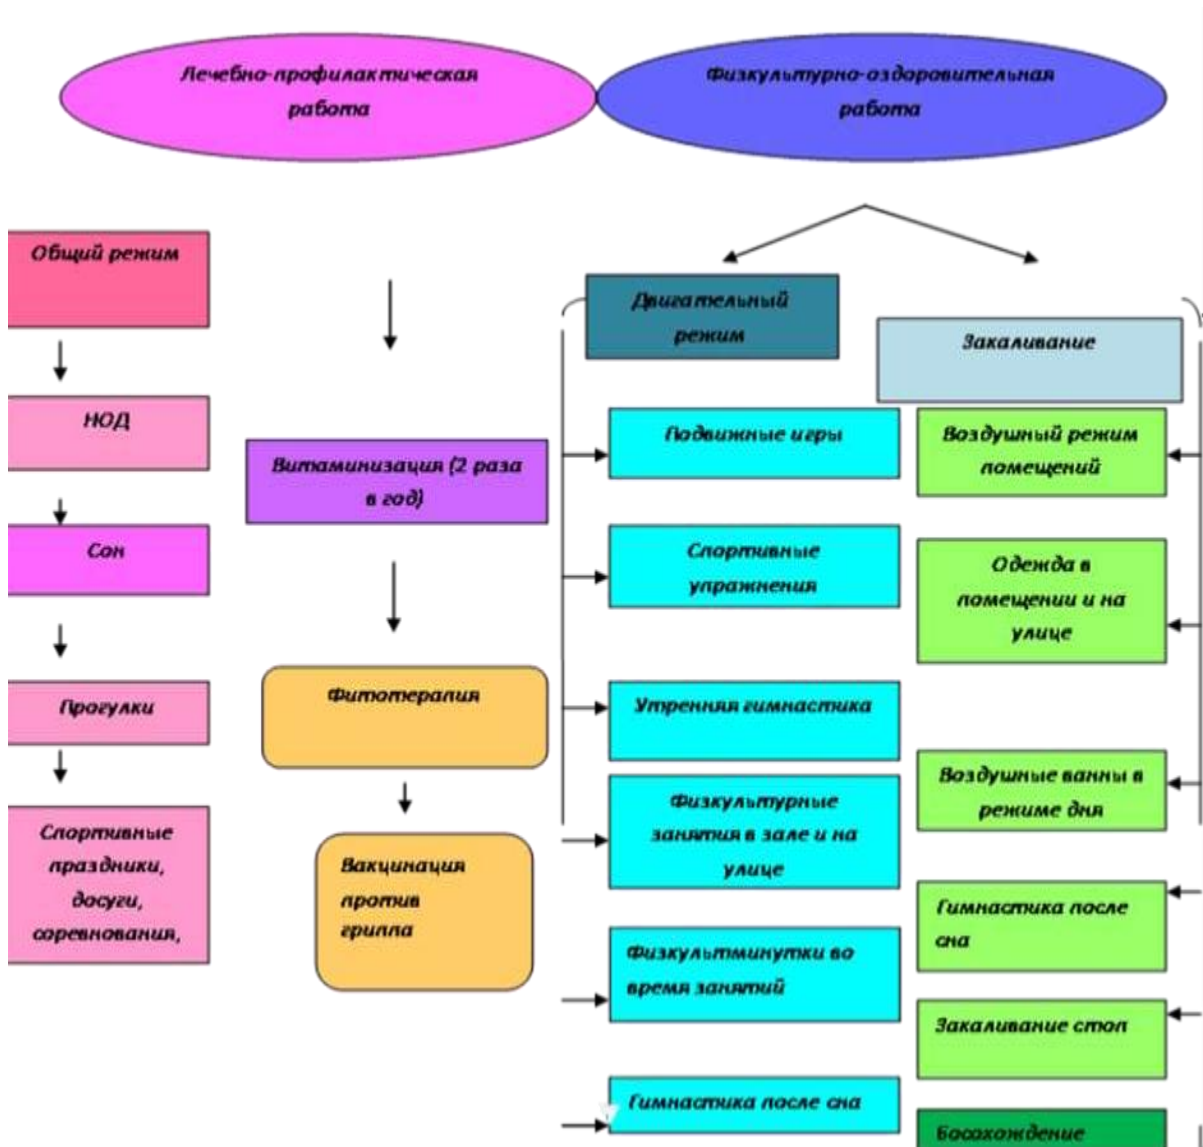 Лечебно-профилактическая
работа
Физкультурно-оздоровительная
работа
Общий режим
НОД
Сон
Прогулки
Спортивные
праздники,
досуги,
соревнования,
Витаминизация (2 раза
в год)
Фитотерапия
Вакцинация
против
гриппа
Двигательный
режим
Подвижные игры
Спортивные
упражнения
Утренняя гимнастика
Физкультурные
занятия в зале и на
улице
Физкультминутки во
время занятий
Гимнастика после сна
Закаливание
Воздушный режим
помещений
Одежда в
помещении и на
улице
Воздушные ванны в
режиме дня
Гимнастика после
сна
Закаливание стоп
Босохождение